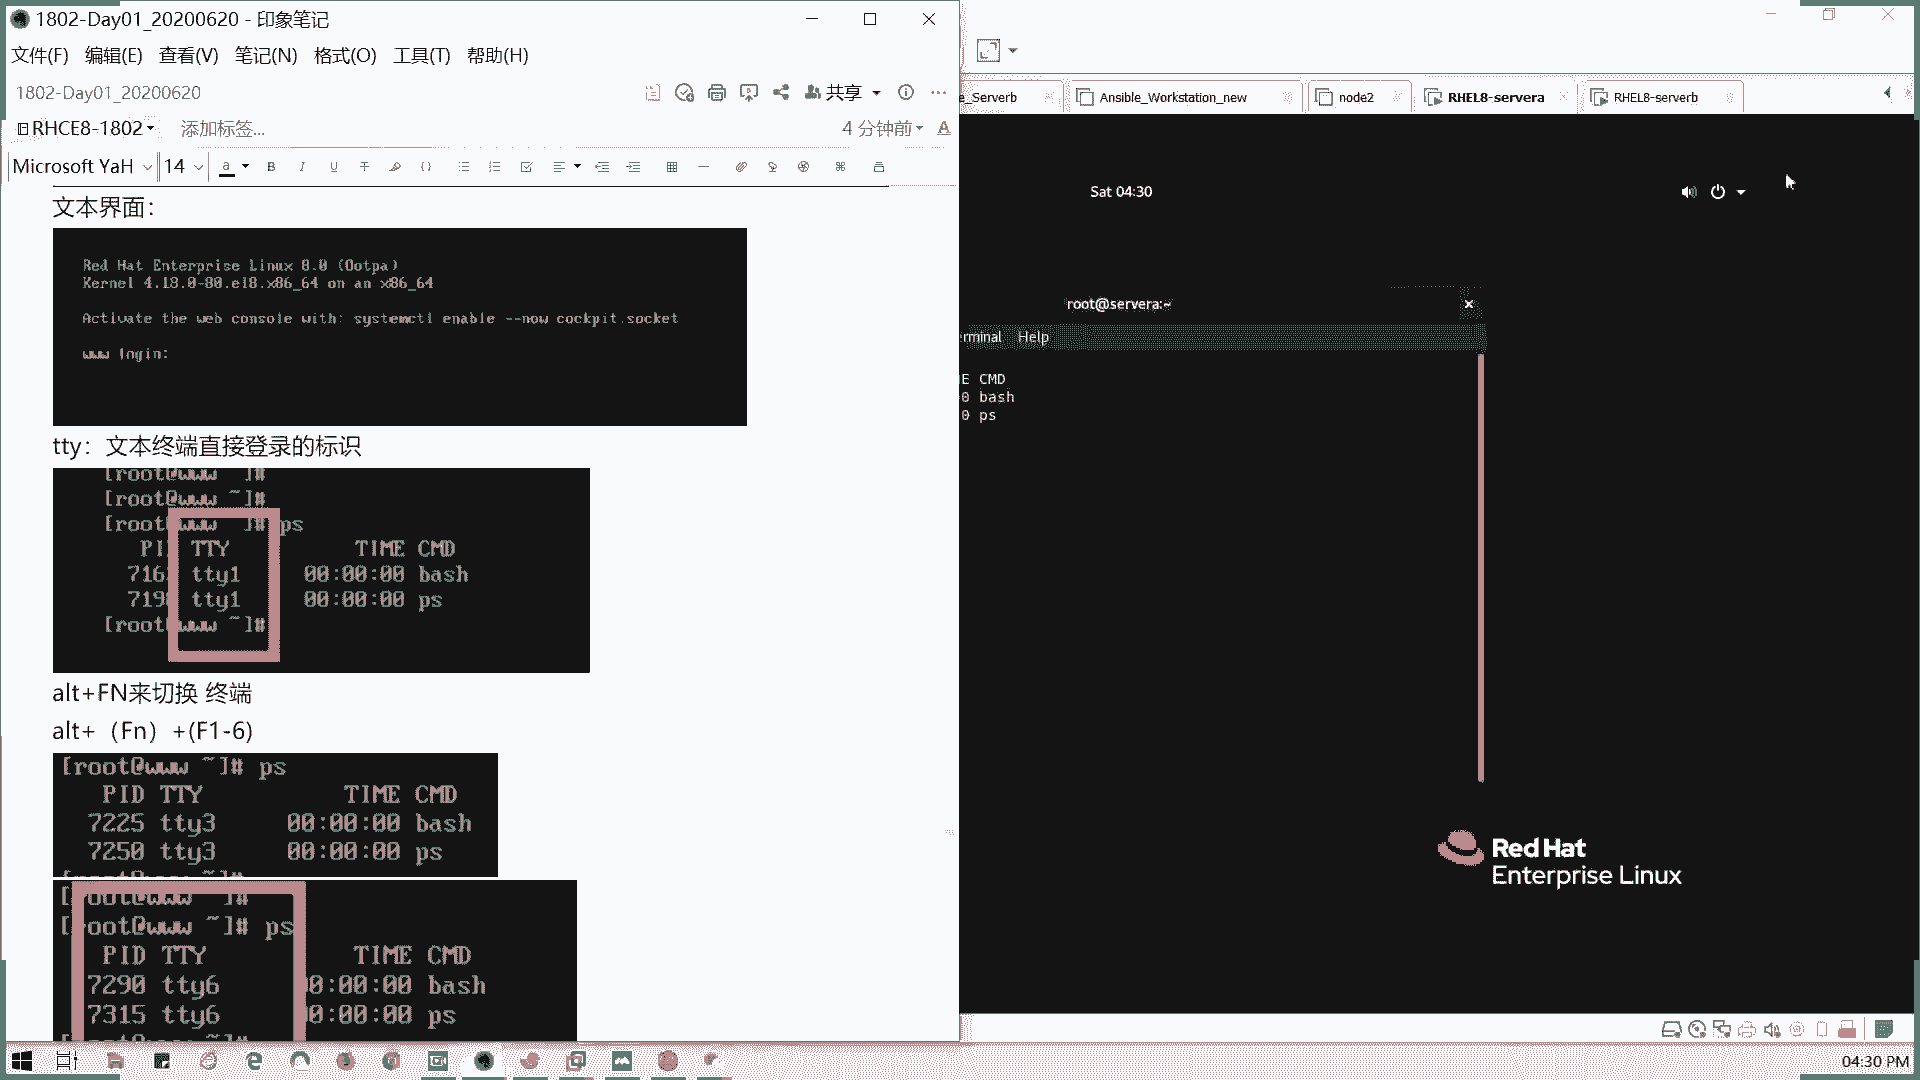 1802-Day01_20200620 - 印象笔记
文件(F) 编辑(E) 查看(V) 笔记(N) 格式(O) 工具(T) 帮助(H)
1802-Day01_20200620
共享
RHCE8-1802
添加标签...
4 分钟前
Microsoft YaH
14
文本界面：
Red Hat Enterprise Linux 8.0 (Ootpa)
Kernel 4.18.0-80.el8.x86_64 on an x86_64
Activate the web console with: systemctl enable --now cockpit.socket
www login:
tty：文本终端直接登录的标识
[root@www ~]#
[root@www ~]#
[root@www ~]# ps
TTY TIME CMD
tty1 00:00:00 bash
tty1 00:00:00 ps
[root@www ~]#
alt+FN来切换 终端
alt+（Fn）+(F1-6)
[root@www ~]# ps
PID TTY TIME CMD
7225 tty3 00:00:00 bash
7250 tty3 00:00:00 ps
[root@www ~]# ps
PID TTY TIME CMD
7290 tty6 00:00:00 bash
7315 tty6 00:00:00 ps
e_Serverb
Ansible_Workstation_new
node2
RHEL8-servera
RHEL8-serverb
Sat 04:30
root@servera:~
erminal Help
E CMD
0 bash
0 ps
Red Hat
Enterprise Linux
04:30 PM